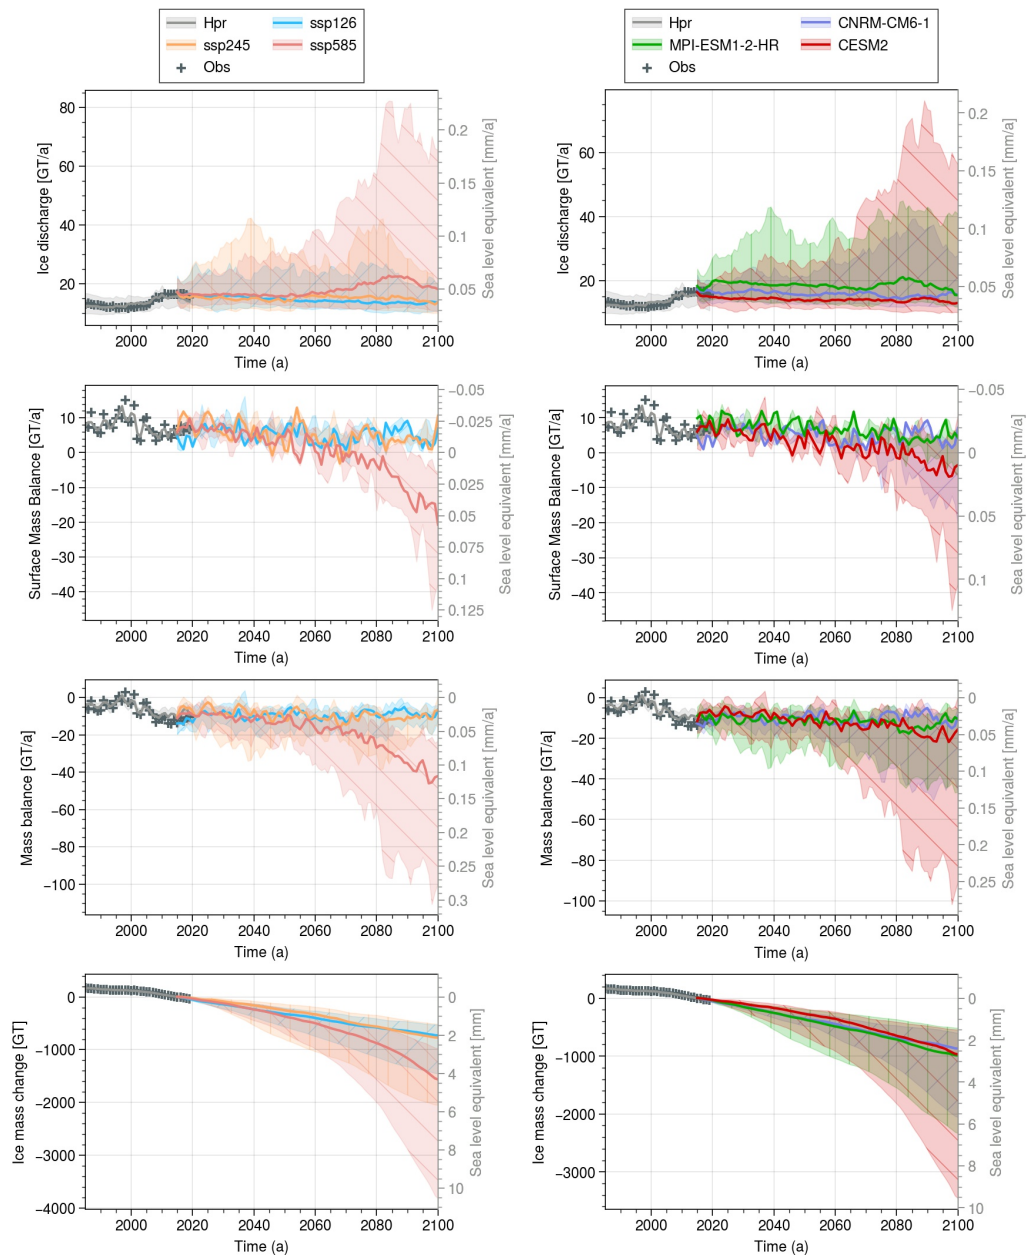 Hpr ssp126
ssp245 ssp585
Obs
Hpr CNRM-CM6-1
MPI-ESM1-2-HR CESM2
Obs
80
60
40
20
Ice discharge [GT/a]
0.2
0.15
0.1
0.05
Sea level equivalent [mm/a]
2000 2020 2040 2060 2080 2100
Time (a)
60
40
20
Ice discharge [GT/a]
0.2
0.15
0.1
0.05
Sea level equivalent [mm/a]
2000 2020 2040 2060 2080 2100
Time (a)
10
0
−10
−20
−30
−40
Surface Mass Balance [GT/a]
−0.05
−0.025
0
0.025
0.05
0.075
0.1
0.125
Sea level equivalent [mm/a]
2000 2020 2040 2060 2080 2100
Time (a)
10
0
−10
−20
−30
−40
Surface Mass Balance [GT/a]
−0.05
0
0.05
0.1
Sea level equivalent [mm/a]
2000 2020 2040 2060 2080 2100
Time (a)
0
−20
−40
−60
−80
−100
Mass balance [GT/a]
0
0.05
0.1
0.15
0.2
0.25
0.3
Sea level equivalent [mm/a]
2000 2020 2040 2060 2080 2100
Time (a)
0
−20
−40
−60
−80
−100
Mass balance [GT/a]
0
0.05
0.1
0.15
0.2
0.25
Sea level equivalent [mm/a]
2000 2020 2040 2060 2080 2100
Time (a)
0
−1000
−2000
−3000
−4000
Ice mass change [GT]
0
2
4
6
8
10
Sea level equivalent [mm]
2000 2020 2040 2060 2080 2100
Time (a)
0
−1000
−2000
−3000
Ice mass change [GT]
0
2
4
6
8
10
Sea level equivalent [mm]
2000 2020 2040 2060 2080 2100
Time (a)